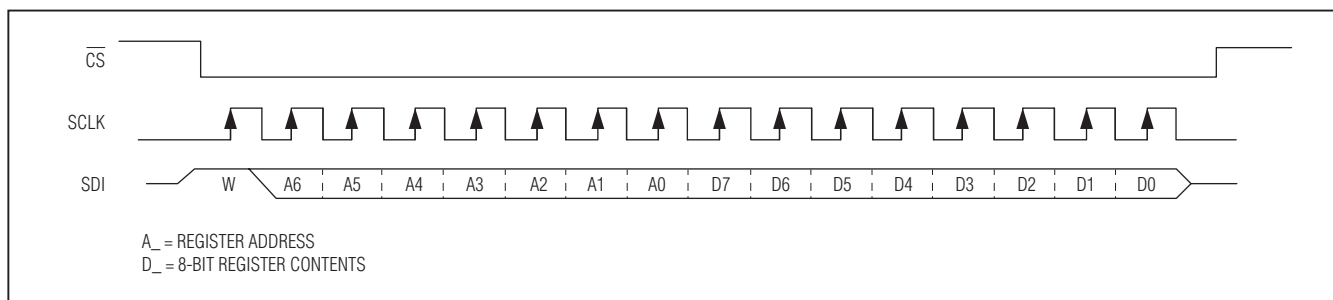 C̅S̅
SCLK
SDI W A6 A5 A4 A3 A2 A1 A0 D7 D6 D5 D4 D3 D2 D1 D0
A_ = REGISTER ADDRESS
D_ = 8-BIT REGISTER CONTENTS